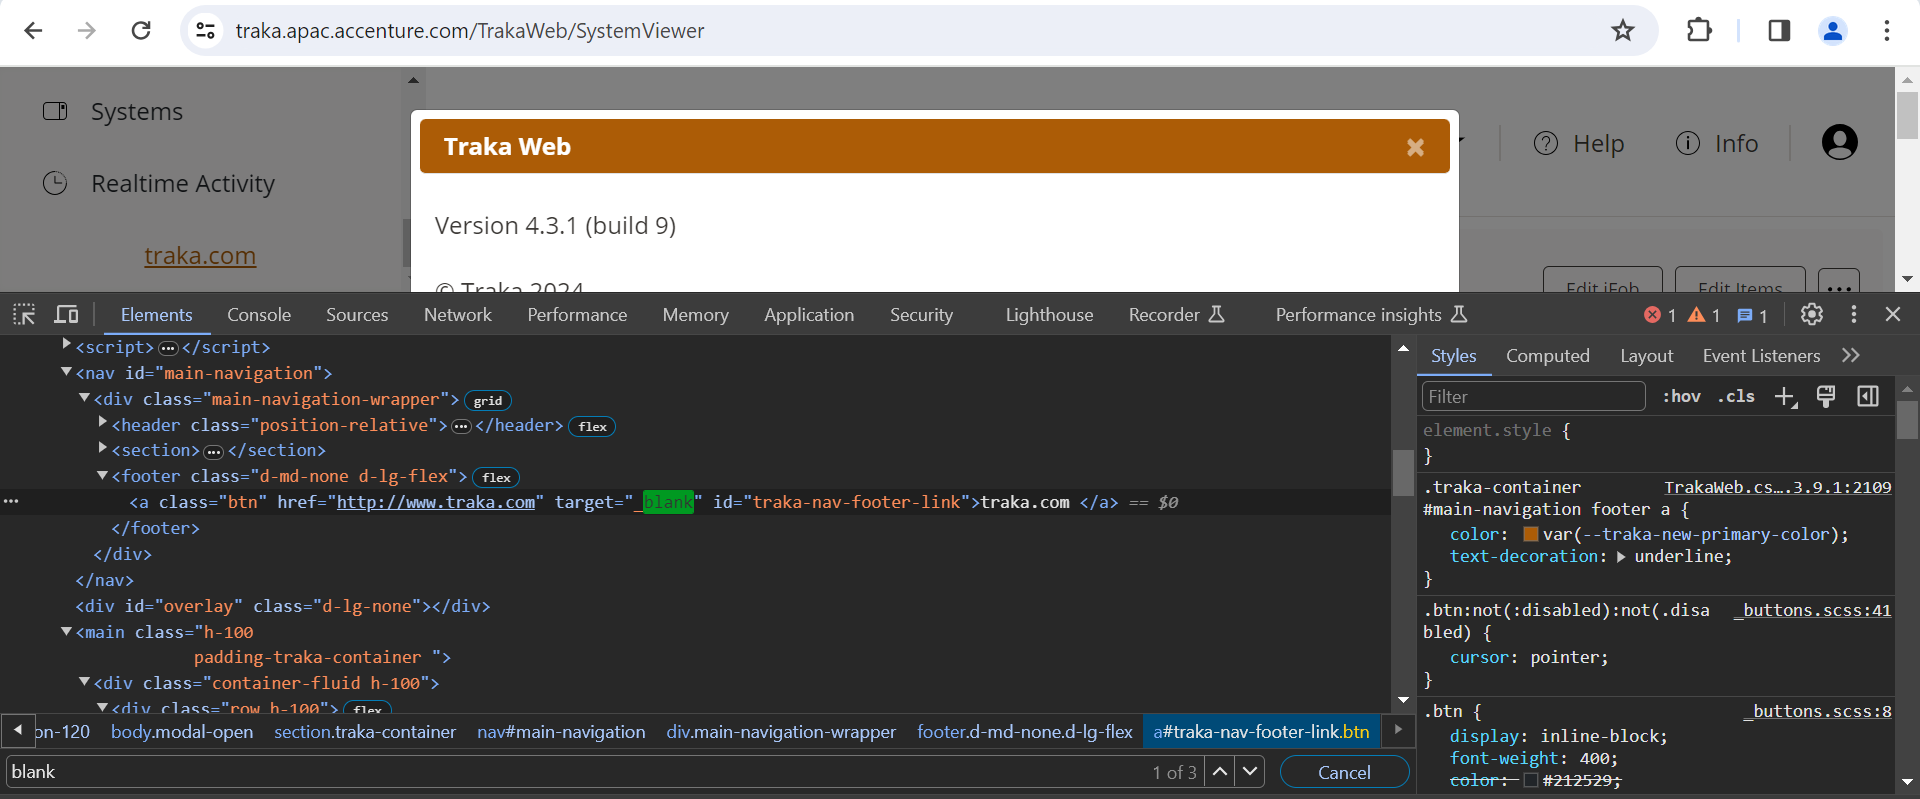 traka.apac.accenture.com/TrakaWeb/SystemViewer
Systems
Realtime Activity
traka.com
Traka Web
Version 4.3.1 (build 9)
© Traka 2024
Help
Info
Edit iFob
Edit Items
Elements Console Sources Network Performance Memory Application Security Lighthouse Recorder Performance insights 1 1 1
<script>…</script>
<nav id="main-navigation">
<div class="main-navigation-wrapper"> grid
<header class="position-relative">…</header> flex
<section>…</section>
<footer class="d-md-none d-lg-flex"> flex
<a class="btn" href="http://www.traka.com" target="_blank" id="traka-nav-footer-link">traka.com </a> == $0
</footer>
</div>
</nav>
<div id="overlay" class="d-lg-none"></div>
<main class="h-100
padding-traka-container ">
<div class="container-fluid h-100">
<div class="row h-100"> flex
on-120 body.modal-open section.traka-container nav#main-navigation div.main-navigation-wrapper footer.d-md-none.d-lg-flex a#traka-nav-footer-link.btn
blank 1 of 3 Cancel
Styles Computed Layout Event Listeners
Filter :hov .cls
element.style {
}
.traka-container TrakaWeb.cs….3.9.1:2109
#main-navigation footer a {
color: var(--traka-new-primary-color);
text-decoration: underline;
}
.btn:not(:disabled):not(.disa _buttons.scss:41
bled) {
cursor: pointer;
}
.btn { _buttons.scss:8
display: inline-block;
font-weight: 400;
color: #212529;